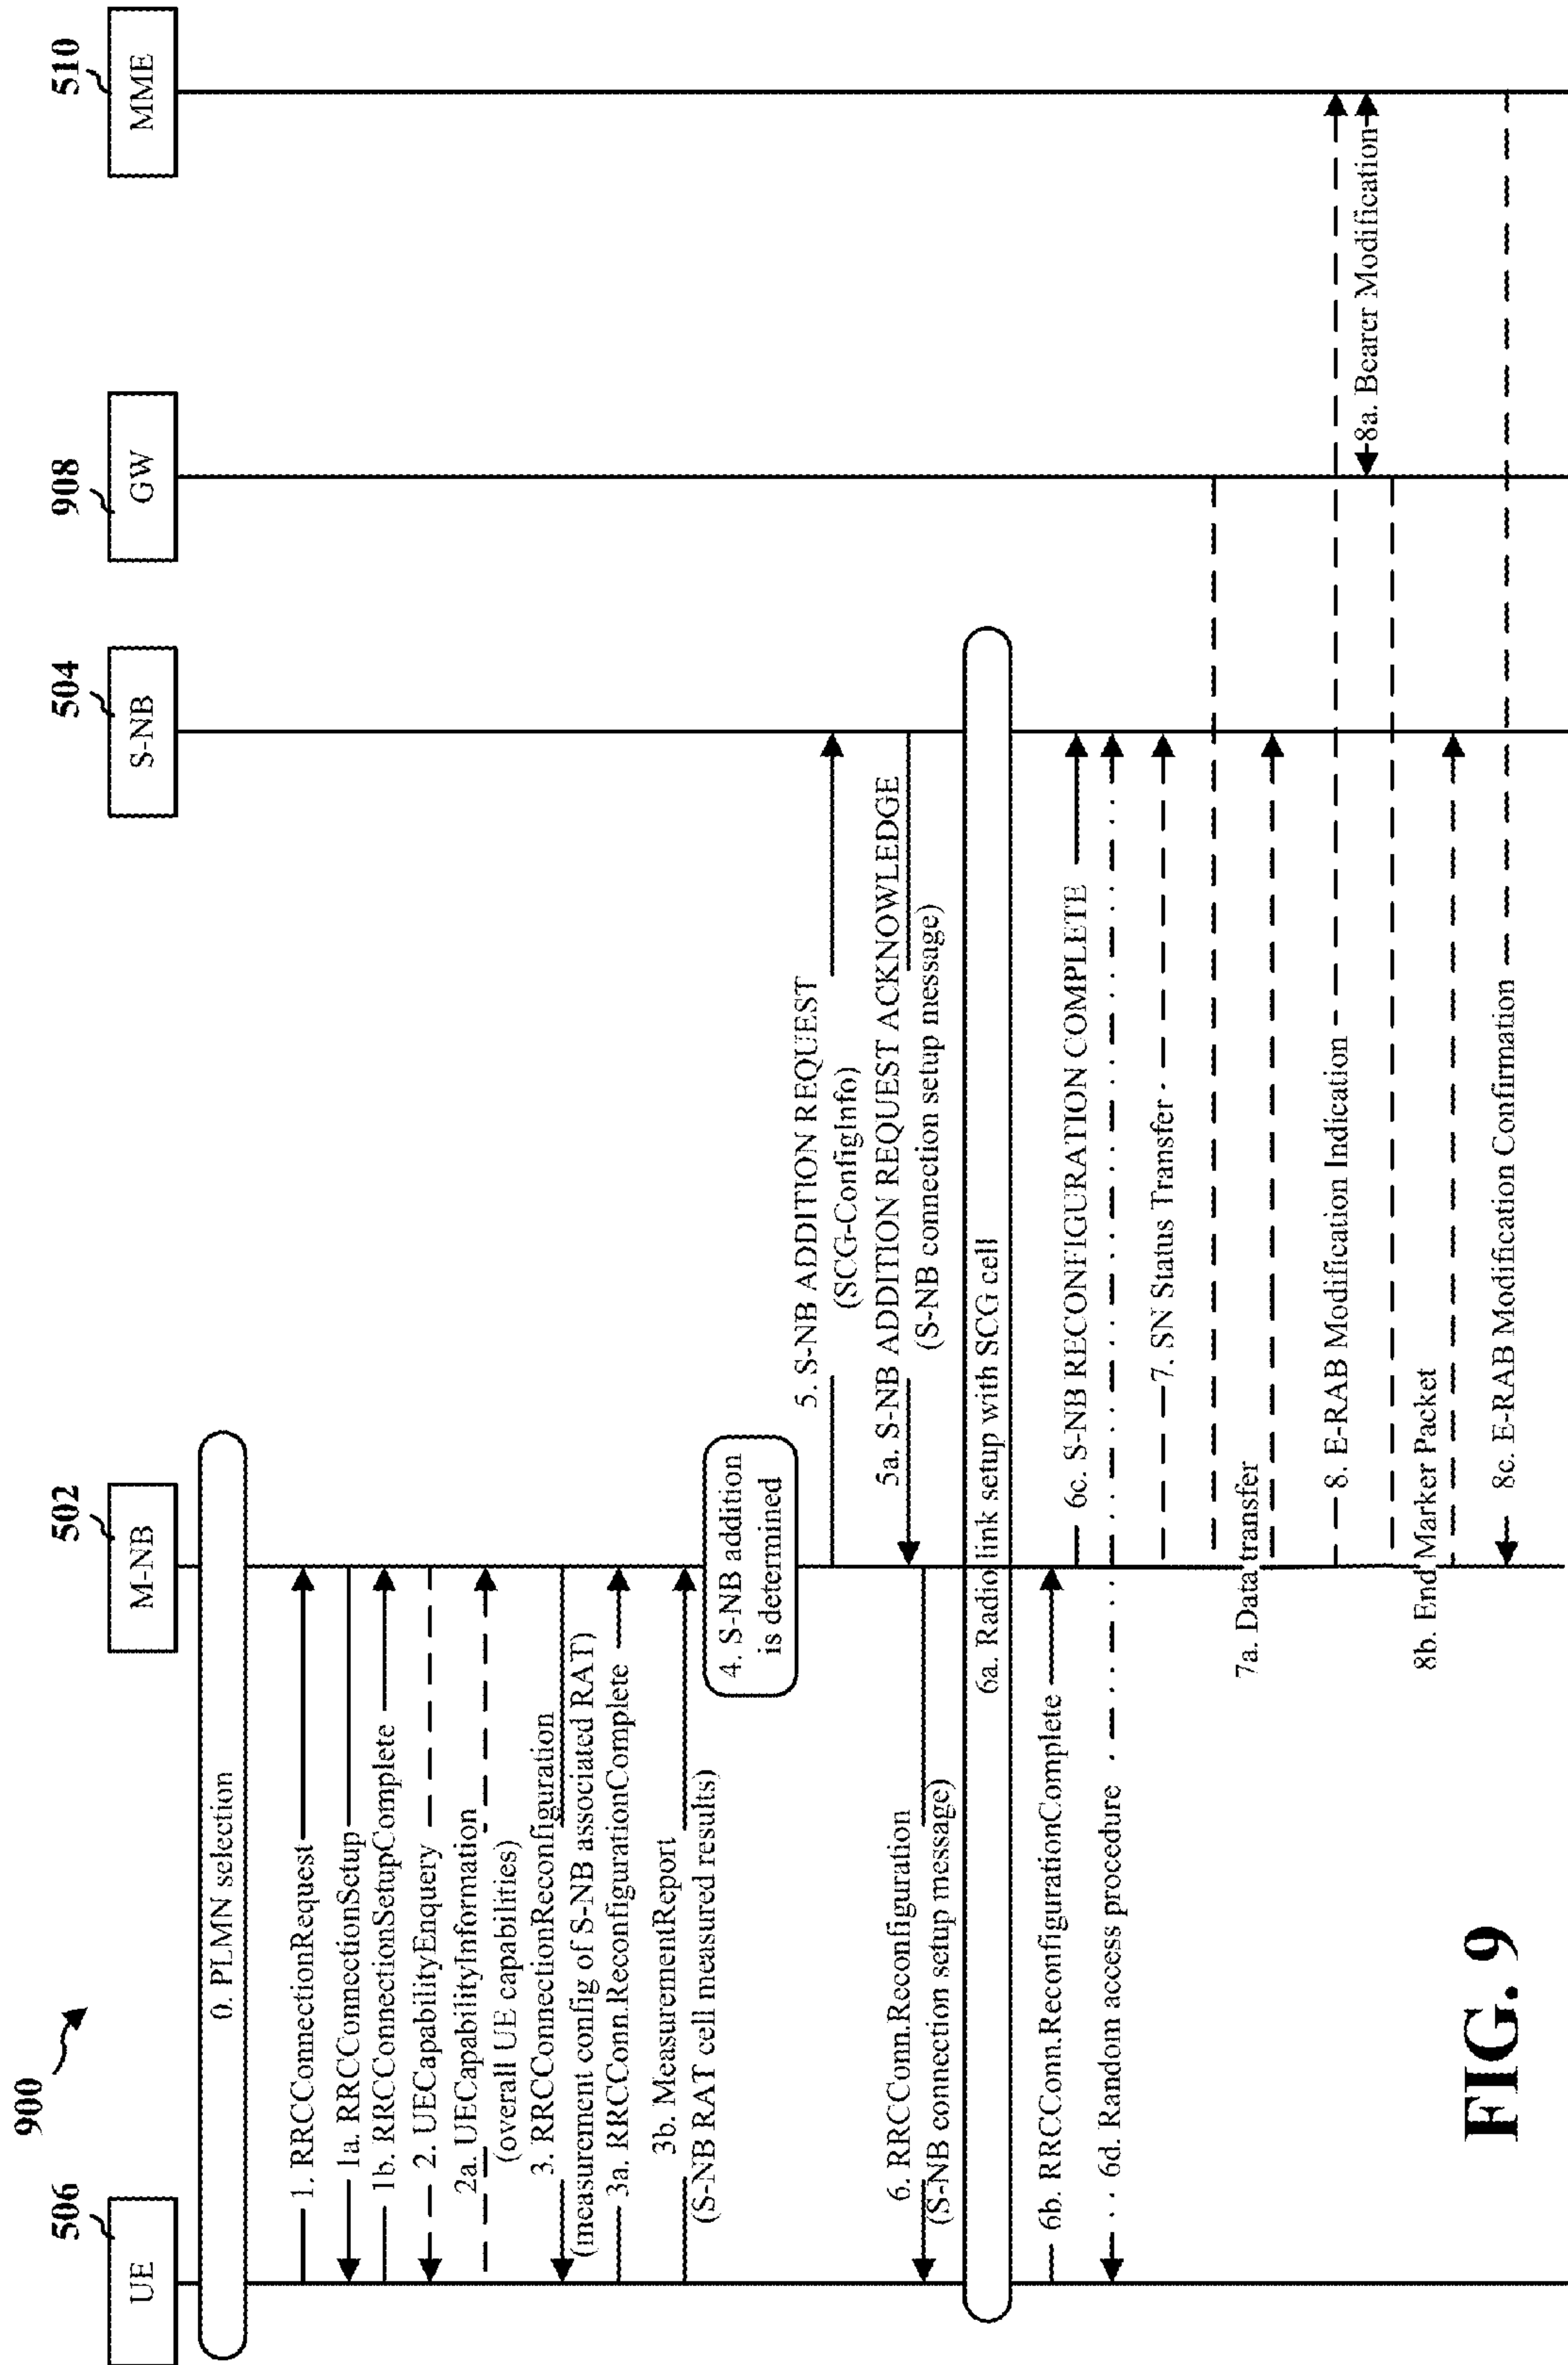 900
506
502
504
908
510
UE
M-NB
S-NB
GW
MME
0. PLMN selection
1. RRCConnectionRequest
1a. RRCConnectionSetup
1b. RRCConnectionSetupComplete
2. UECapabilityEnquery
2a. UECapabilityInformation
(overall UE capabilities)
3. RRCConnectionReconfiguration
(measurement config of S-NB associated RAT)
3a. RRCConn.ReconfigurationComplete
3b. MeasurementReport
(S-NB RAT cell measured results)
4. S-NB addition
is determined
5. S-NB ADDITION REQUEST
(SCG-ConfigInfo)
5a. S-NB ADDITION REQUEST ACKNOWLEDGE
(S-NB connection setup message)
6. RRCConn.Reconfiguration
(S-NB connection setup message)
6a. Radio link setup with SCG cell
6b. RRCConn.ReconfigurationComplete
6c. S-NB RECONFIGURATION COMPLETE
6d. Random access procedure
7. SN Status Transfer
7a. Data transfer
8. E-RAB Modification Indication
8a. Bearer Modification
8b. End Marker Packet
8c. E-RAB Modification Confirmation
FIG. 9